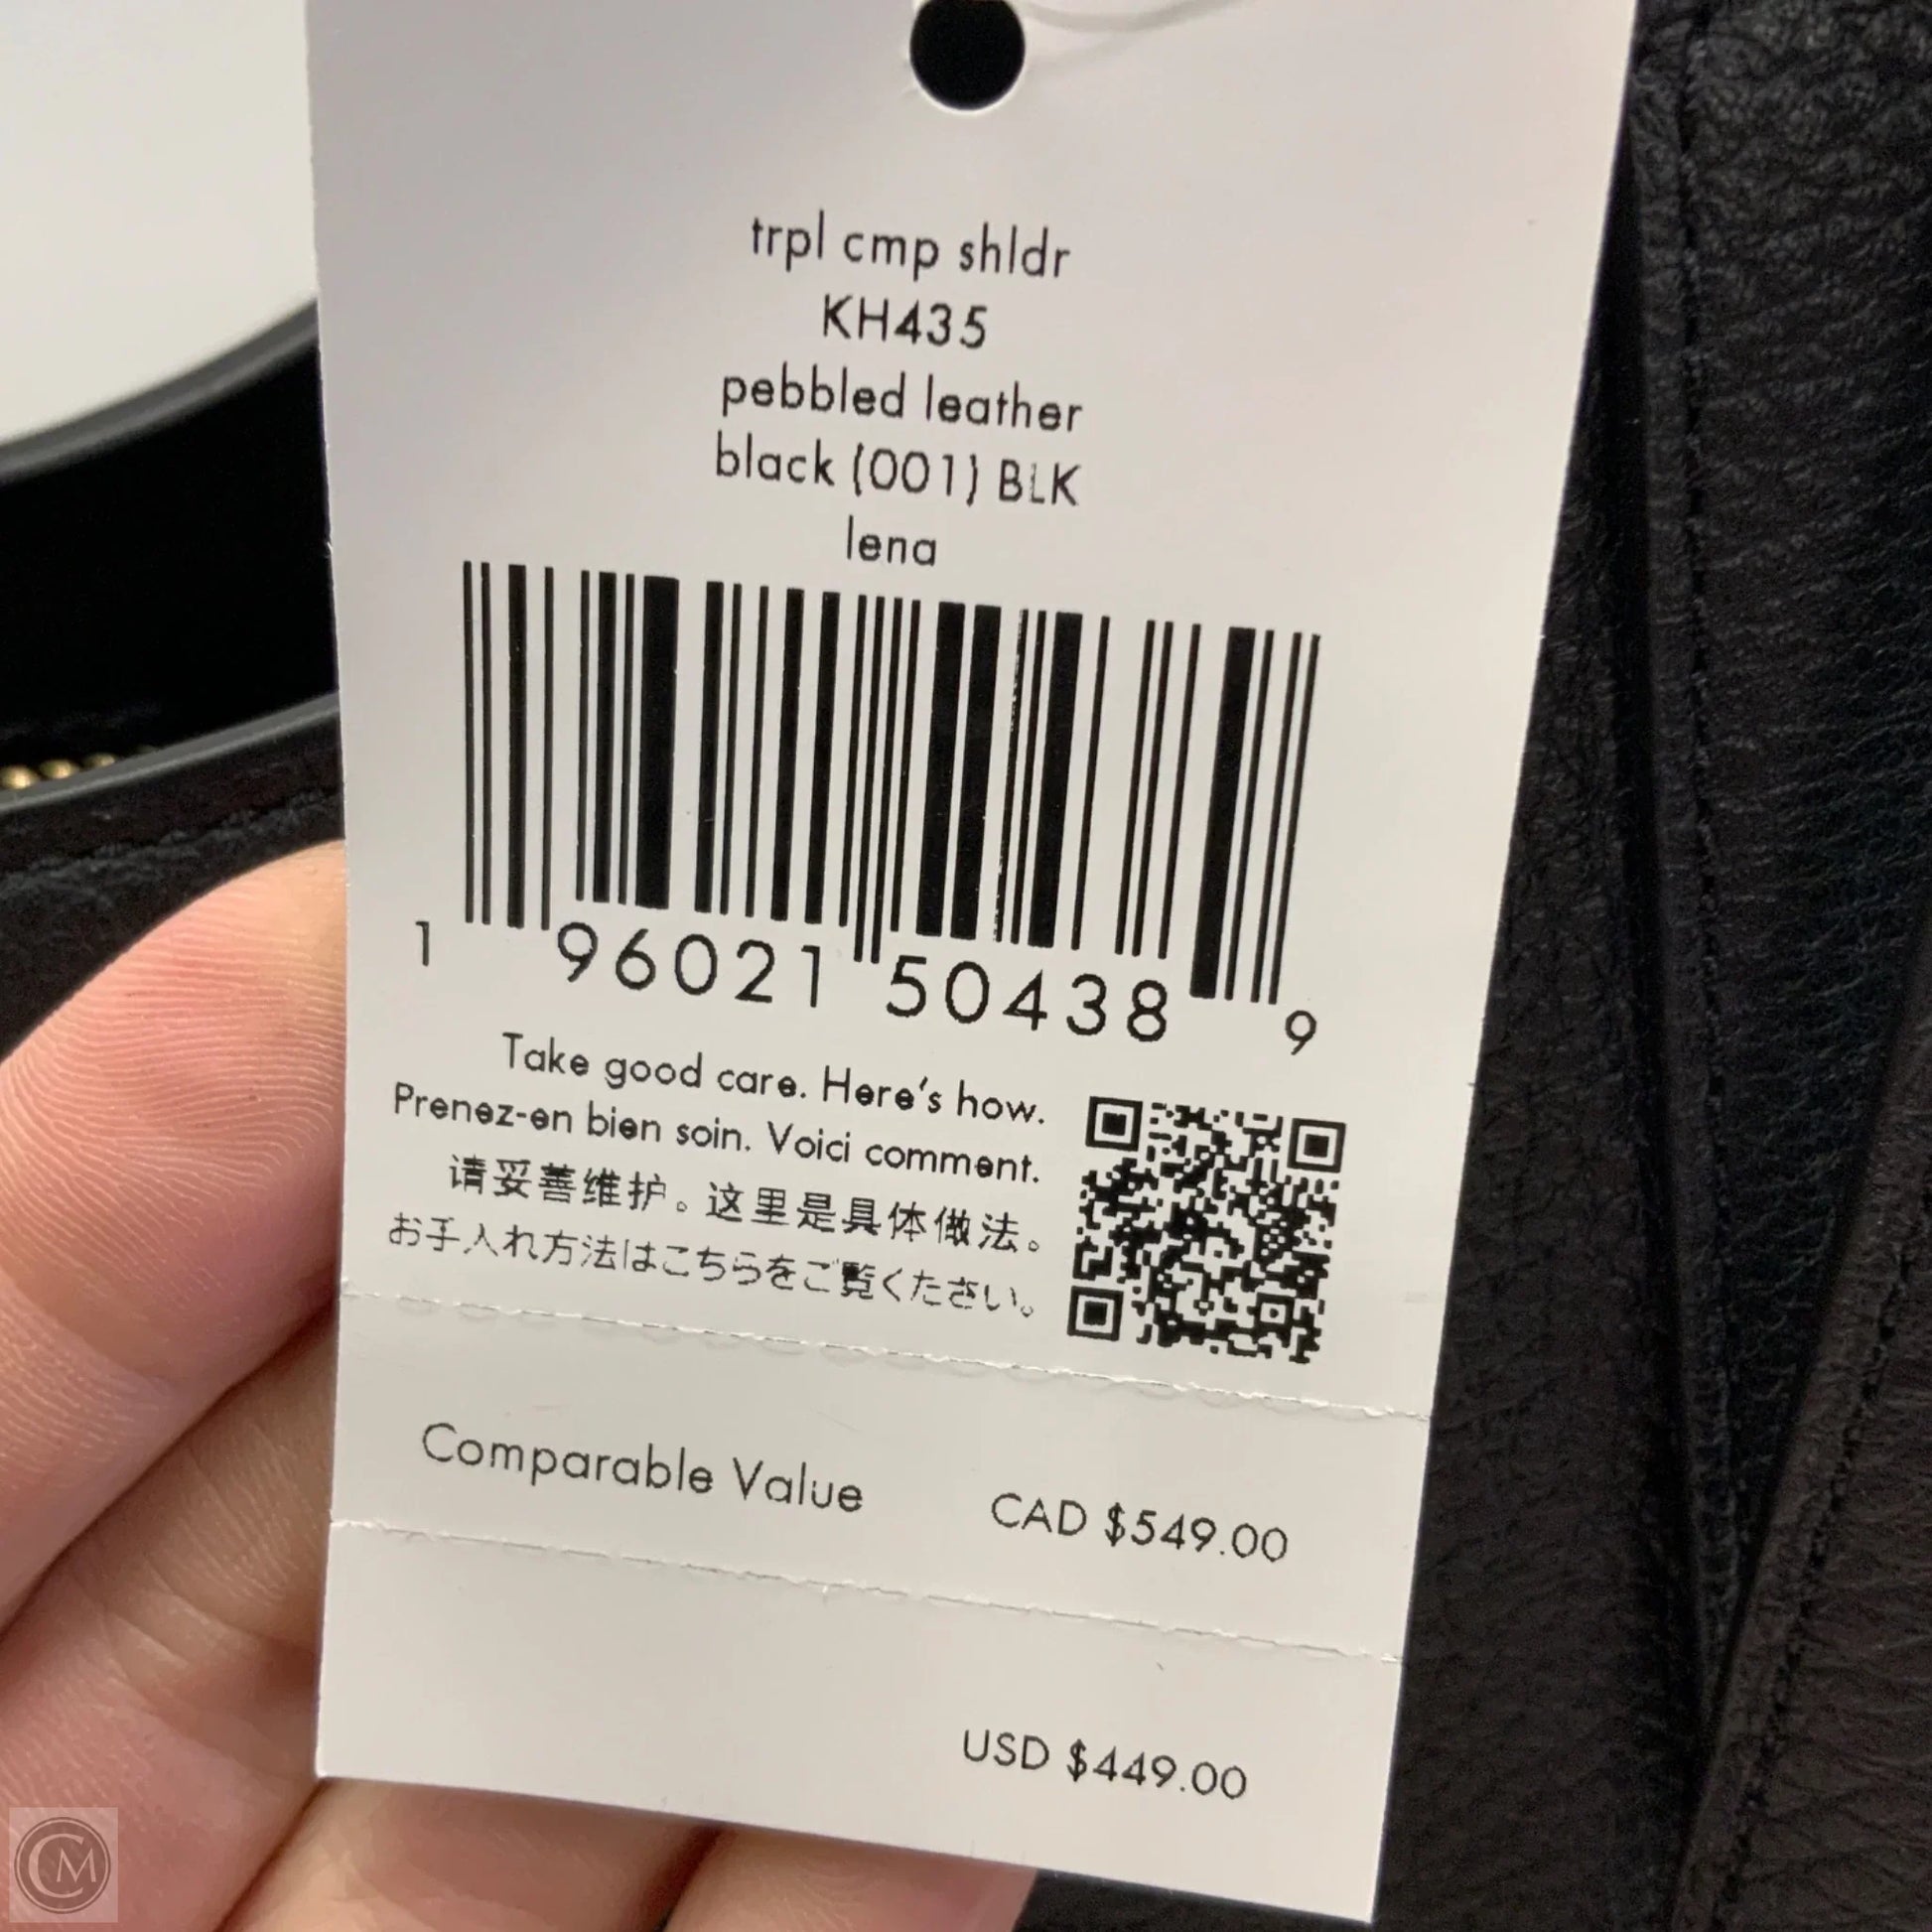 trpl cmp shldr
KH435
pebbled leather
black (001) BLK
lena
1 96021 50438 9
Take good care. Here's how.
Prenez-en bien soin. Voici comment.
请妥善维护。这里是具体做法。
お手入れ方法はこちらをご覧ください。
Comparable Value CAD $549.00
USD $449.00
CM